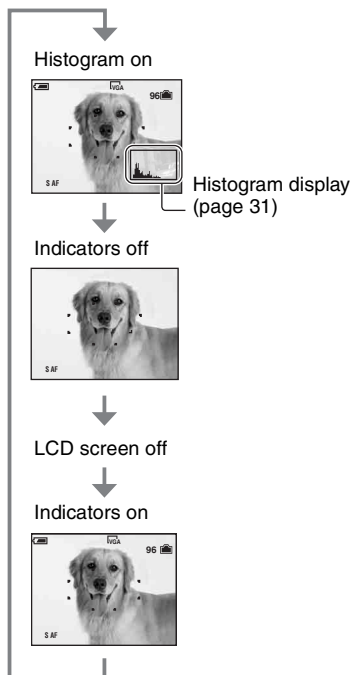 Histogram on
VGA
96
S AF
Histogram display
(page 31)
Indicators off
S AF
LCD screen off
Indicators on
VGA
96
S AF